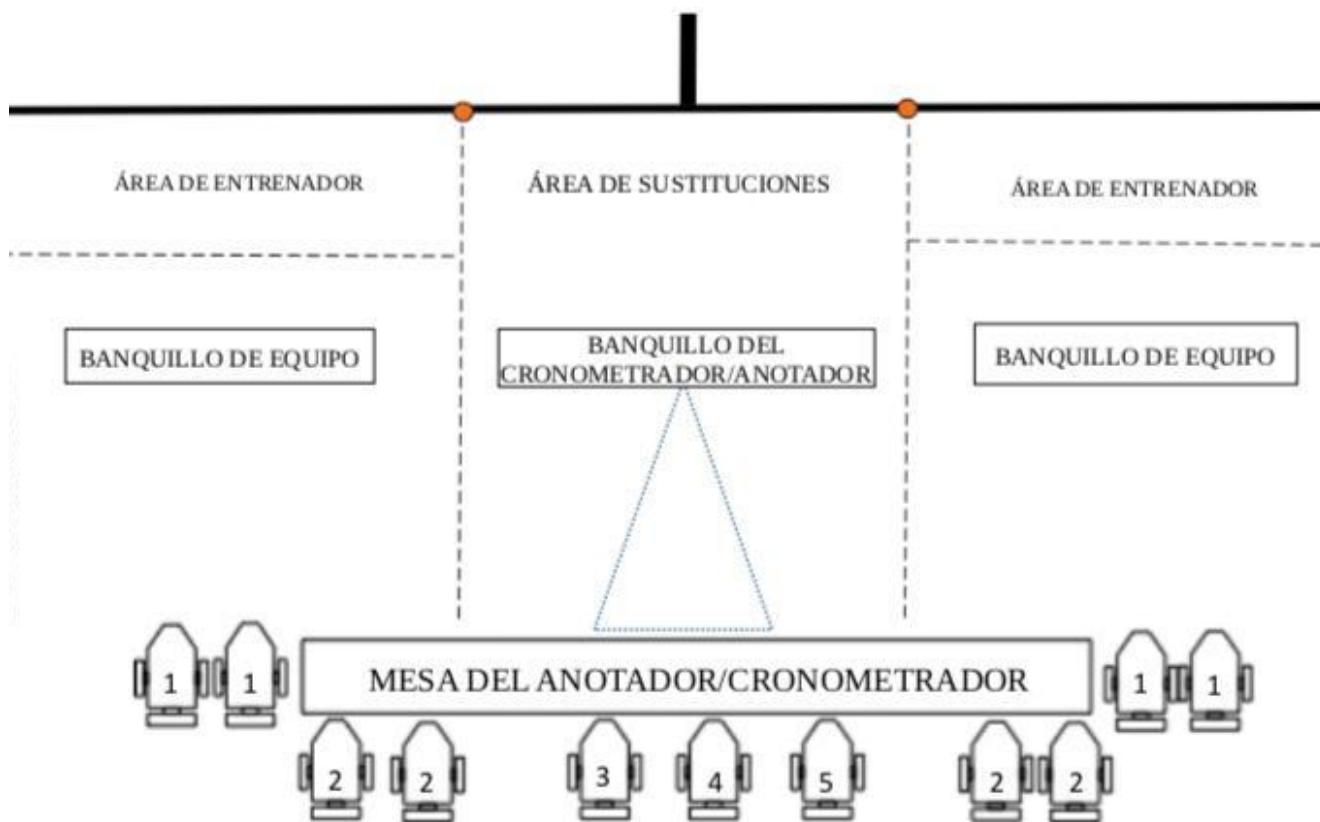 ÁREA DE ENTRENADOR
ÁREA DE SUSTITUCIONES
ÁREA DE ENTRENADOR
BANQUILLO DE EQUIPO
BANQUILLO DEL
CRONOMETRADOR/ANOTADOR
BANQUILLO DE EQUIPO
MESA DEL ANOTADOR/CRONOMETRADOR
1 1 1 1
2 2 3 4 5 2 2